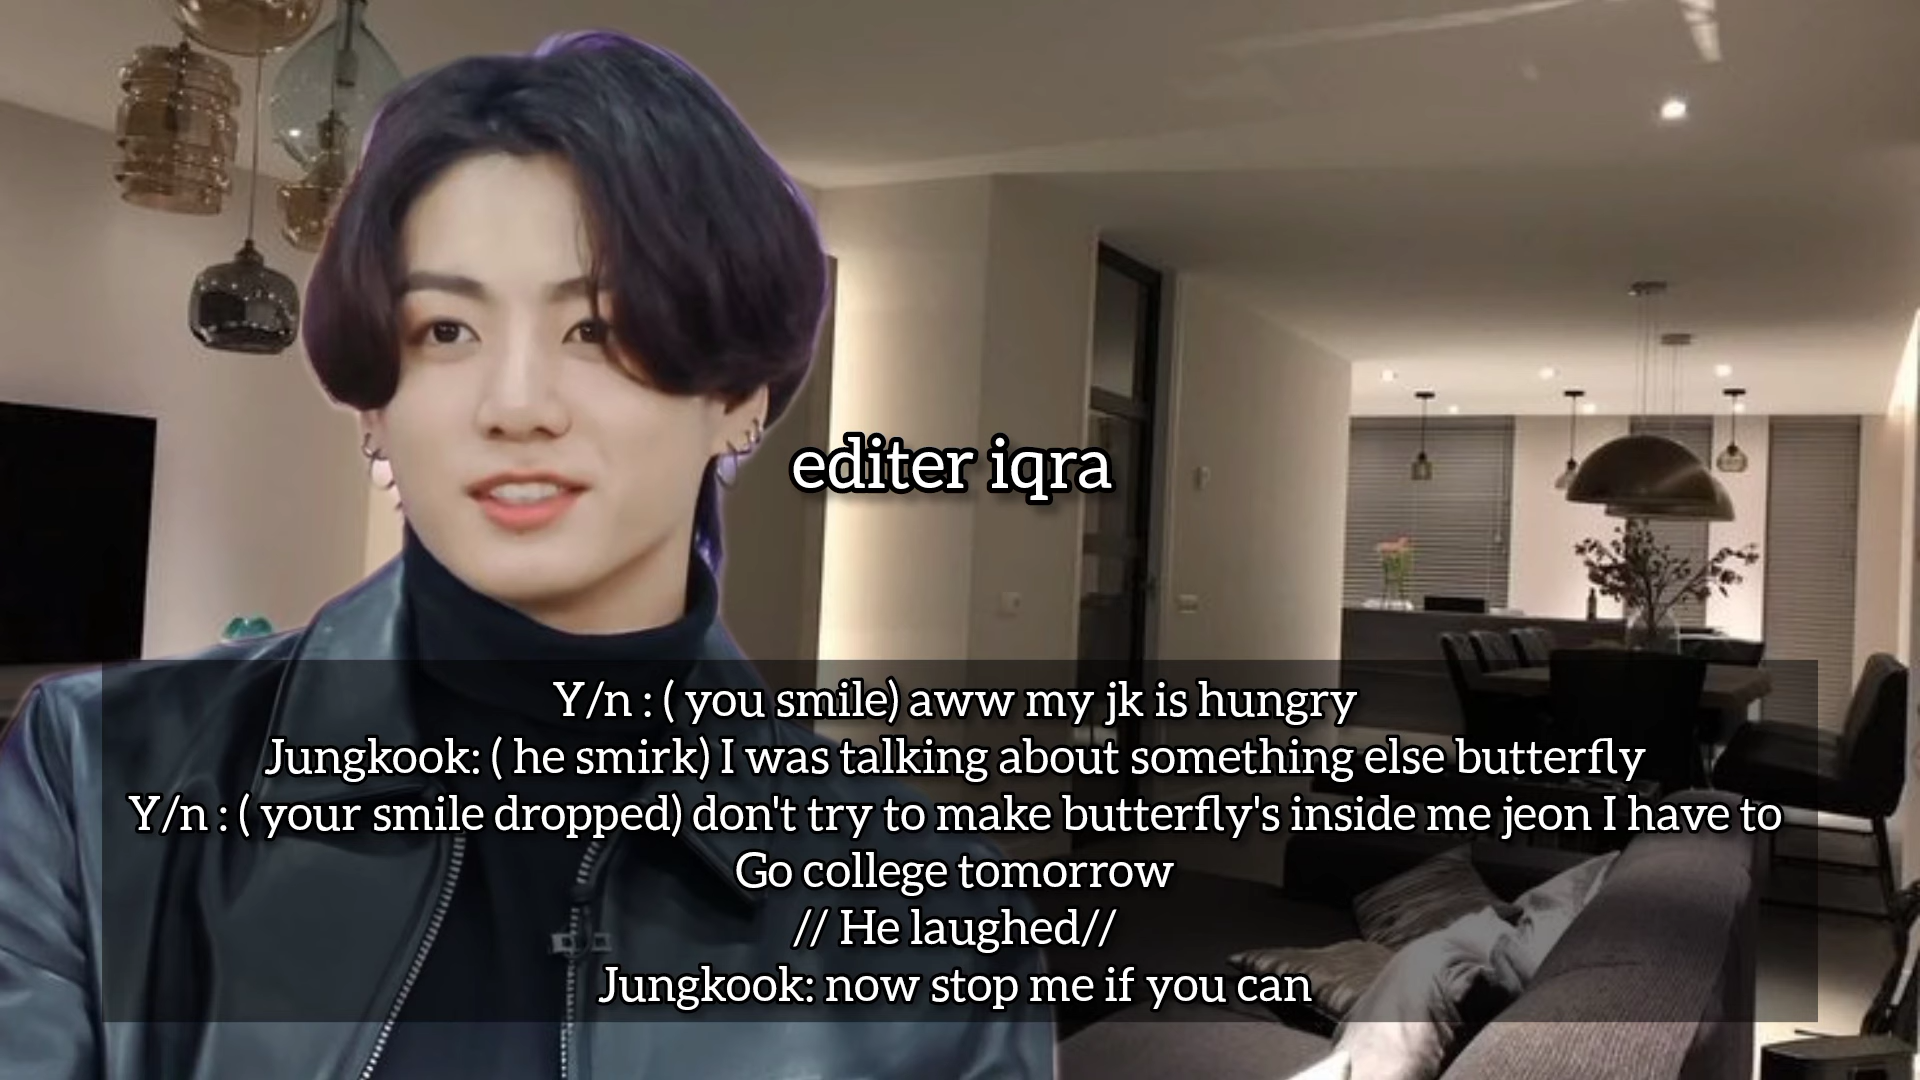 editer iqra
Y/n : ( you smile) aww my jk is hungry
Jungkook: ( he smirk) I was talking about something else butterfly
Y/n : ( your smile dropped) don't try to make butterfly's inside me jeon I have to
Go college tomorrow
// He laughed//
Jungkook: now stop me if you can